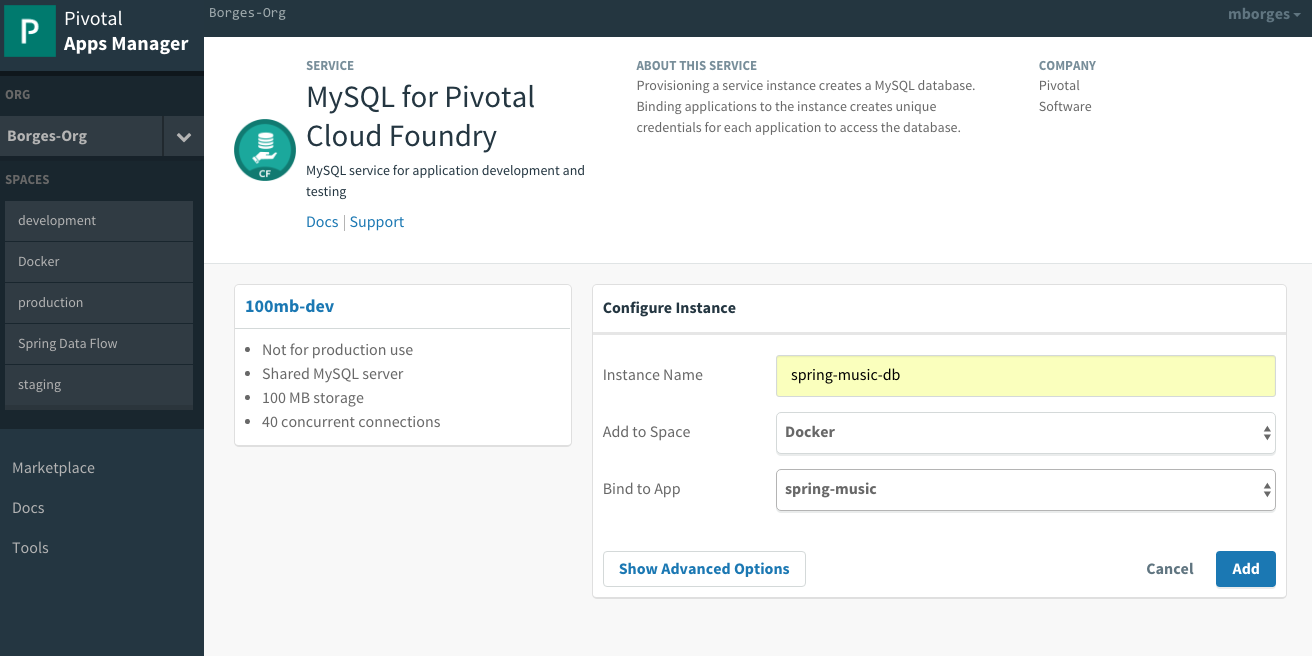 P
Pivotal
Apps Manager
Borges-Org
mborges
ORG
Borges-Org
SPACES
development
Docker
production
Spring Data Flow
staging
Marketplace
Docs
Tools
CF
SERVICE
MySQL for Pivotal
Cloud Foundry
MySQL service for application development and
testing
Docs | Support
ABOUT THIS SERVICE
Provisioning a service instance creates a MySQL database.
Binding applications to the instance creates unique
credentials for each application to access the database.
COMPANY
Pivotal
Software
100mb-dev
• Not for production use
• Shared MySQL server
• 100 MB storage
• 40 concurrent connections
Configure Instance
Instance Name spring-music-db
Add to Space Docker
Bind to App spring-music
Show Advanced Options Cancel Add